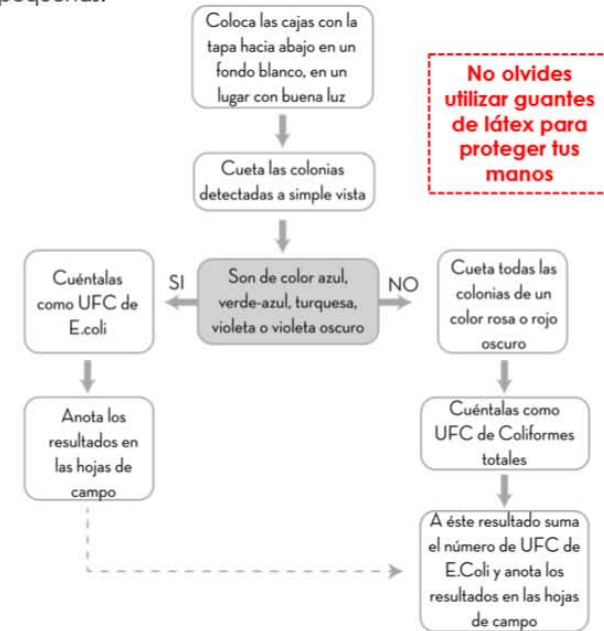 pequeñas.
Coloca las cajas con la
tapa hacia abajo en un
fondo blanco, en un
lugar con buena luz
No olvides
utilizar guantes
de látex para
proteger tus
manos
Cueta las colonias
detectadas a simple vista
Son de color azul,
verde-azul, turquesa,
violeta o violeta oscuro
SI
NO
Cuéntalas
como UFC de
E.coli
Cueta todas las
colonias de un
color rosa o rojo
oscuro
Anota los
resultados en
las hojas de
campo
Cuéntalas como
UFC de Coliformes
totales
A éste resultado suma
el número de UFC de
E.Coli y anota los
resultados en las hojas
de campo